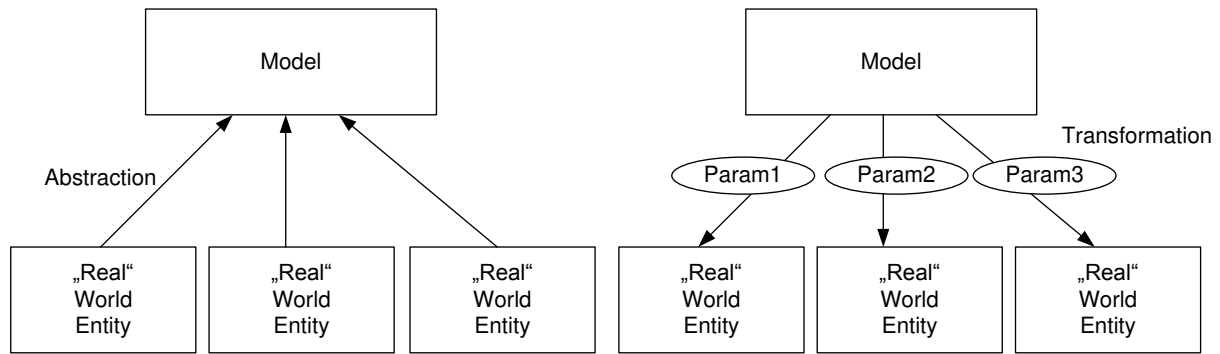 Model
Abstraction
„Real“
World
Entity
„Real“
World
Entity
„Real“
World
Entity
Model
Transformation
Param1
Param2
Param3
„Real“
World
Entity
„Real“
World
Entity
„Real“
World
Entity